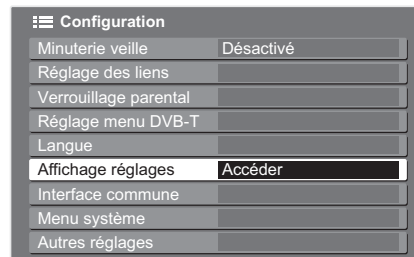 Configuration
Minuterie veille Désactivé
Réglage des liens
Verrouillage parental
Réglage menu DVB-T
Langue
Affichage réglages Accéder
Interface commune
Menu système
Autres réglages